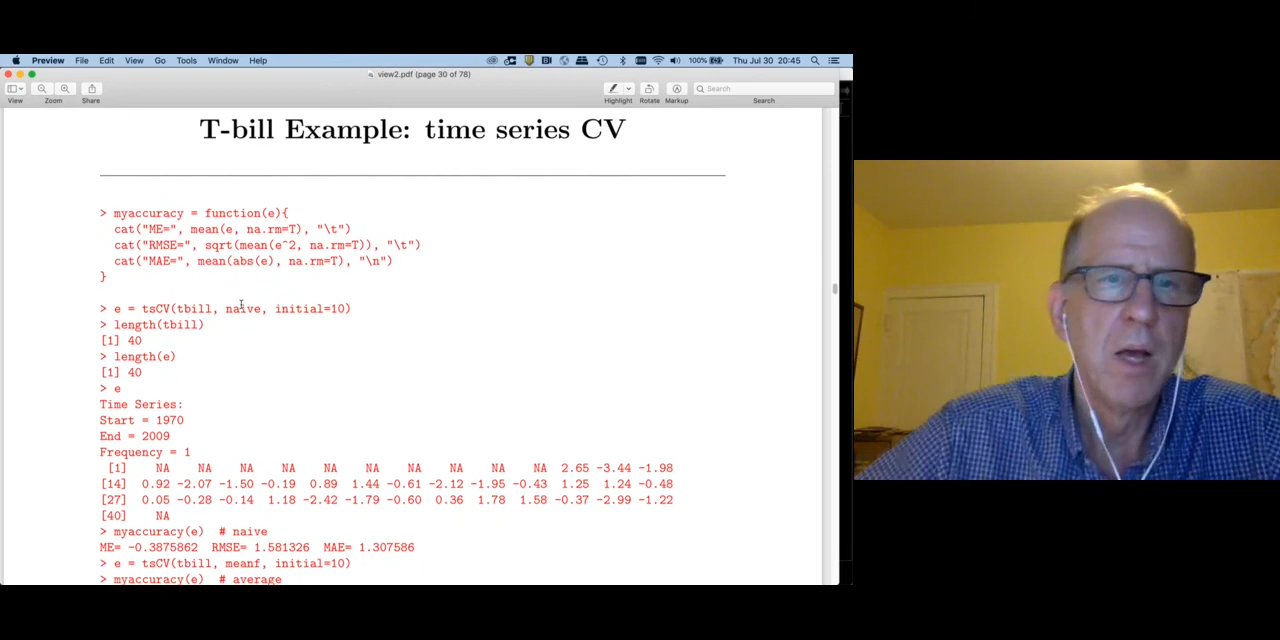 Preview File Edit View Go Tools Window Help 100% Thu Jul 30 20:45
view2.pdf (page 30 of 78)
Search
View Zoom Share Highlight Rotate Markup Search
T-bill Example: time series CV
> myaccuracy = function(e){
cat("ME=", mean(e, na.rm=T), "\t")
cat("RMSE=", sqrt(mean(e^2, na.rm=T)), "\t")
cat("MAE=", mean(abs(e), na.rm=T), "\n")
}
> e = tsCV(tbill, naive, initial=10)
> length(tbill)
[1] 40
> length(e)
[1] 40
> e
Time Series:
Start = 1970
End = 2009
Frequency = 1
[1] NA NA NA NA NA NA NA NA NA NA 2.65 -3.44 -1.98
[14] 0.92 -2.07 -1.50 -0.19 0.89 1.44 -0.61 -2.12 -1.95 -0.43 1.25 1.24 -0.48
[27] 0.05 -0.28 -0.14 1.18 -2.42 -1.79 -0.60 0.36 1.78 1.58 -0.37 -2.99 -1.22
[40] NA
> myaccuracy(e) # naive
ME= -0.3875862 RMSE= 1.581326 MAE= 1.307586
> e = tsCV(tbill, meanf, initial=10)
> myaccuracy(e) # average